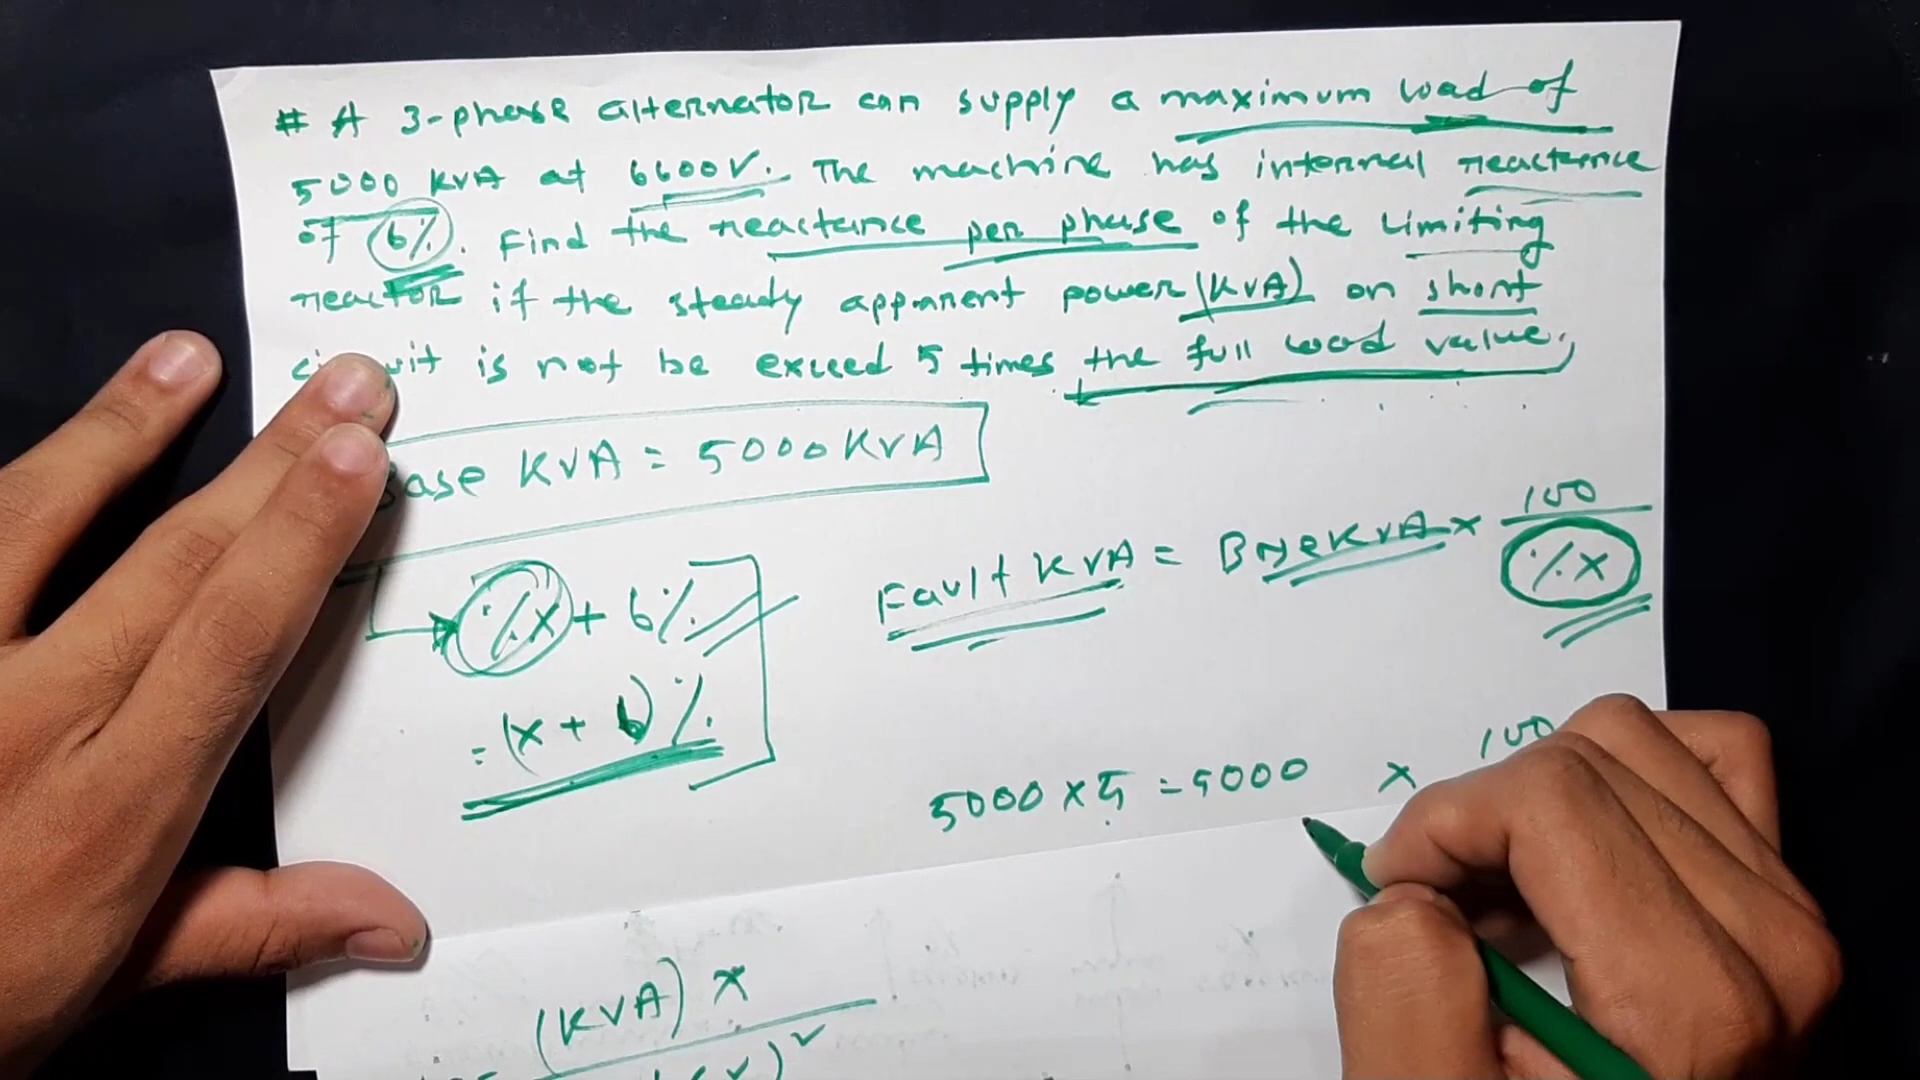 # A 3-phase alternator can supply a maximum load of
5000 KVA at 6600V. The machine has internal reactance
of 6%. Find the reactance per phase of the limiting
reactor if the steady apparent power (KVA) on short
is not be exceed 5 times the full load value.
Base KVA = 5000 KVA
%x + 6%
= (x + 6) %
Fault KVA = Base KVA x 100
%x
5000 x 5 = 5000 x 100
(KVA) x